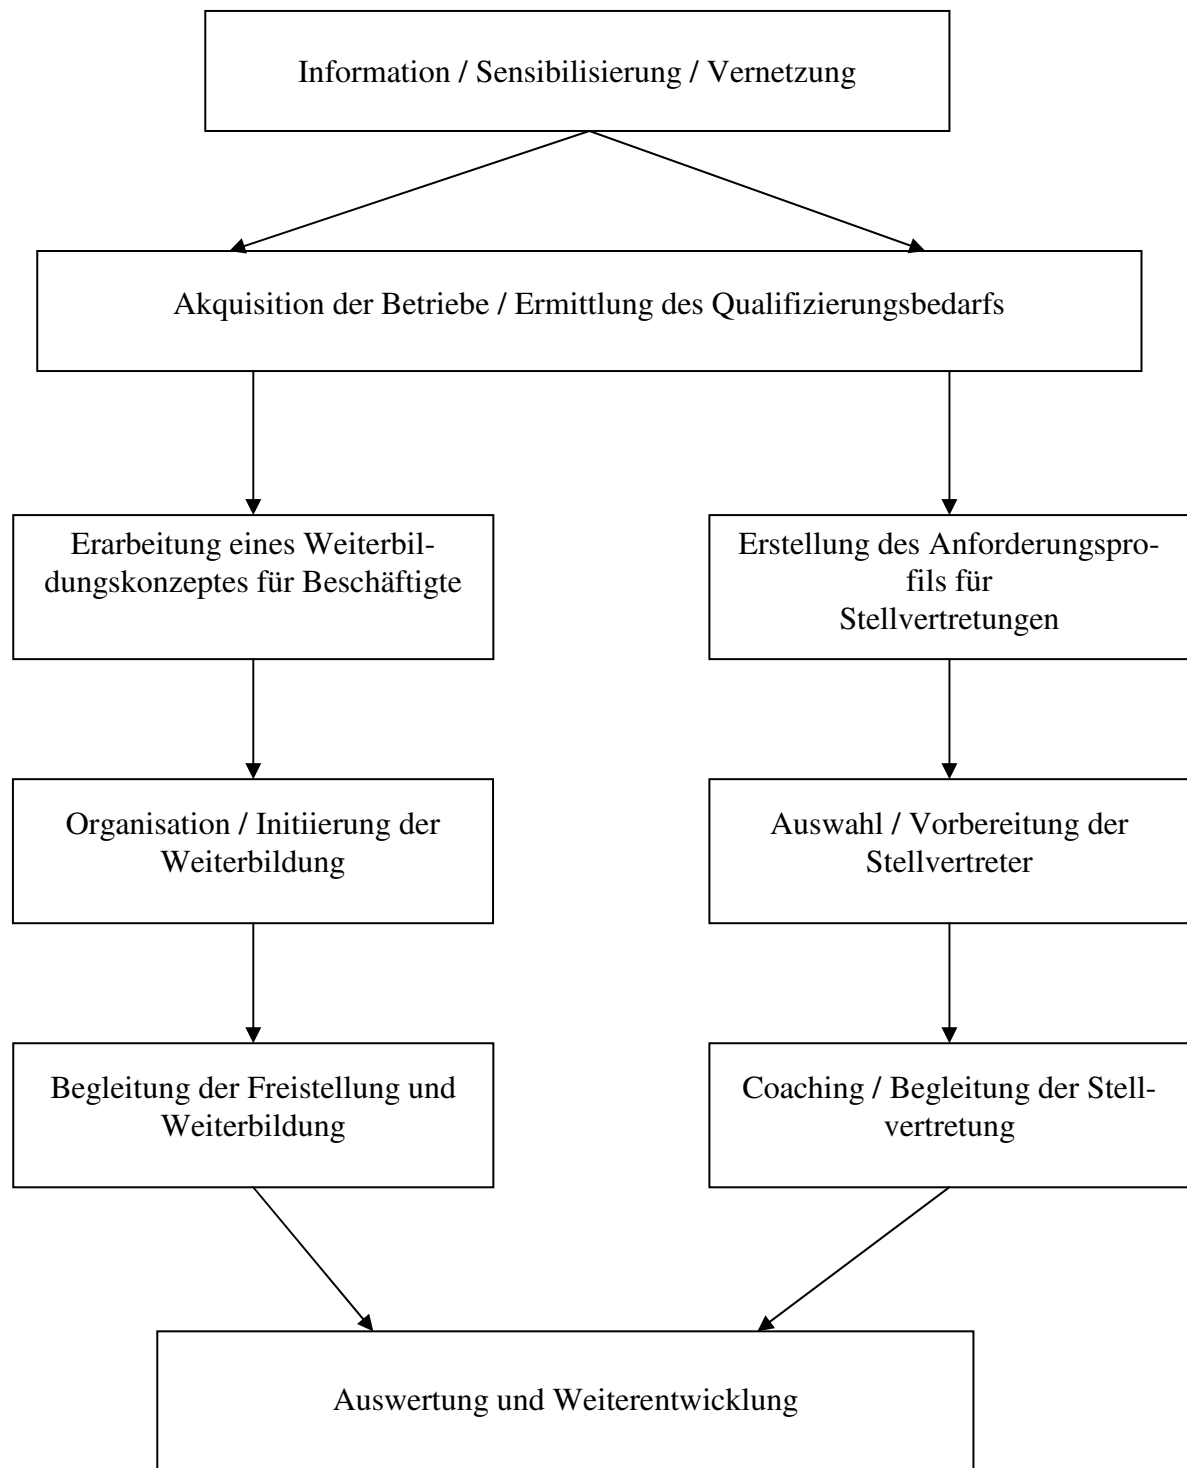 Information / Sensibilisierung / Vernetzung
Akquisition der Betriebe / Ermittlung des Qualifizierungsbedarfs
Erarbeitung eines Weiterbil-
dungskonzeptes für Beschäftigte
Erstellung des Anforderungspro-
fils für
Stellvertretungen
Organisation / Initiierung der
Weiterbildung
Auswahl / Vorbereitung der
Stellvertreter
Begleitung der Freistellung und
Weiterbildung
Coaching / Begleitung der Stell-
vertretung
Auswertung und Weiterentwicklung